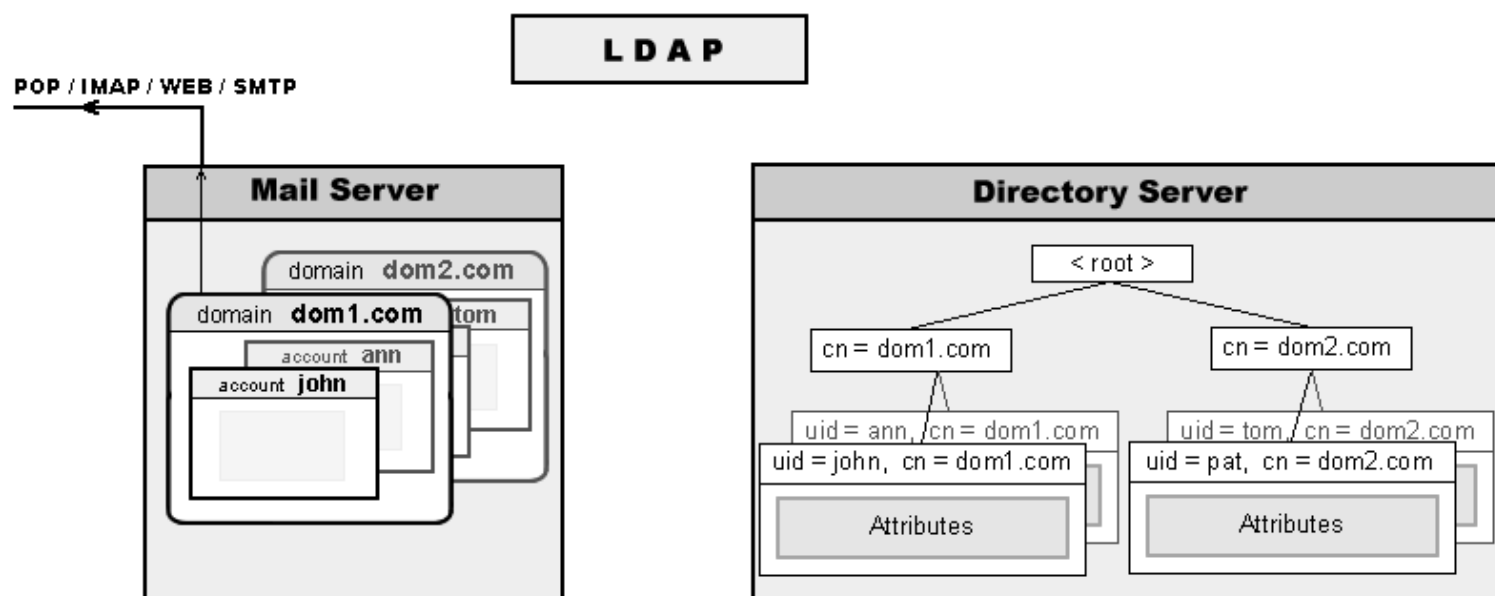 L D A P
POP / IMAP / WEB / SMTP
Mail Server
domain dom2.com
domain dom1.com
tom
account ann
account john
Directory Server
< root >
cn = dom1.com
cn = dom2.com
uid = ann, cn = dom1.com
uid = tom, cn = dom2.com
uid = john, cn = dom1.com
uid = pat, cn = dom2.com
Attributes
Attributes